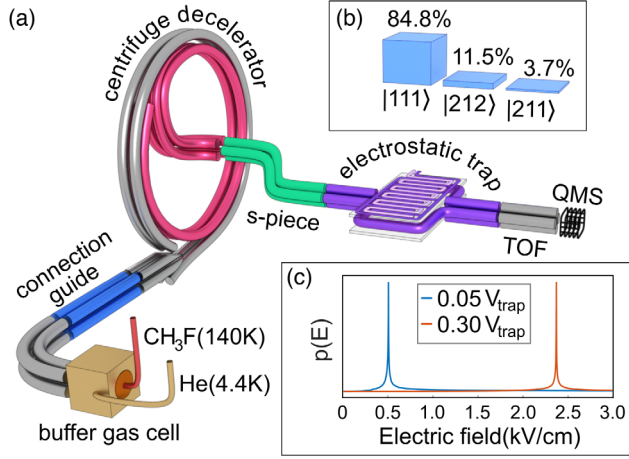 (a)
centrifuge decelerator
connection
guide
CH₃F(140K)
He(4.4K)
buffer gas cell
s-piece
electrostatic trap
QMS
TOF
(b)
84.8%
11.5%
3.7%
|111⟩ |212⟩ |211⟩
(c)
p(E)
0.05 Vtrap
0.30 Vtrap
0 0.5 1.0 1.5 2.0 2.5 3.0
Electric field(kV/cm)